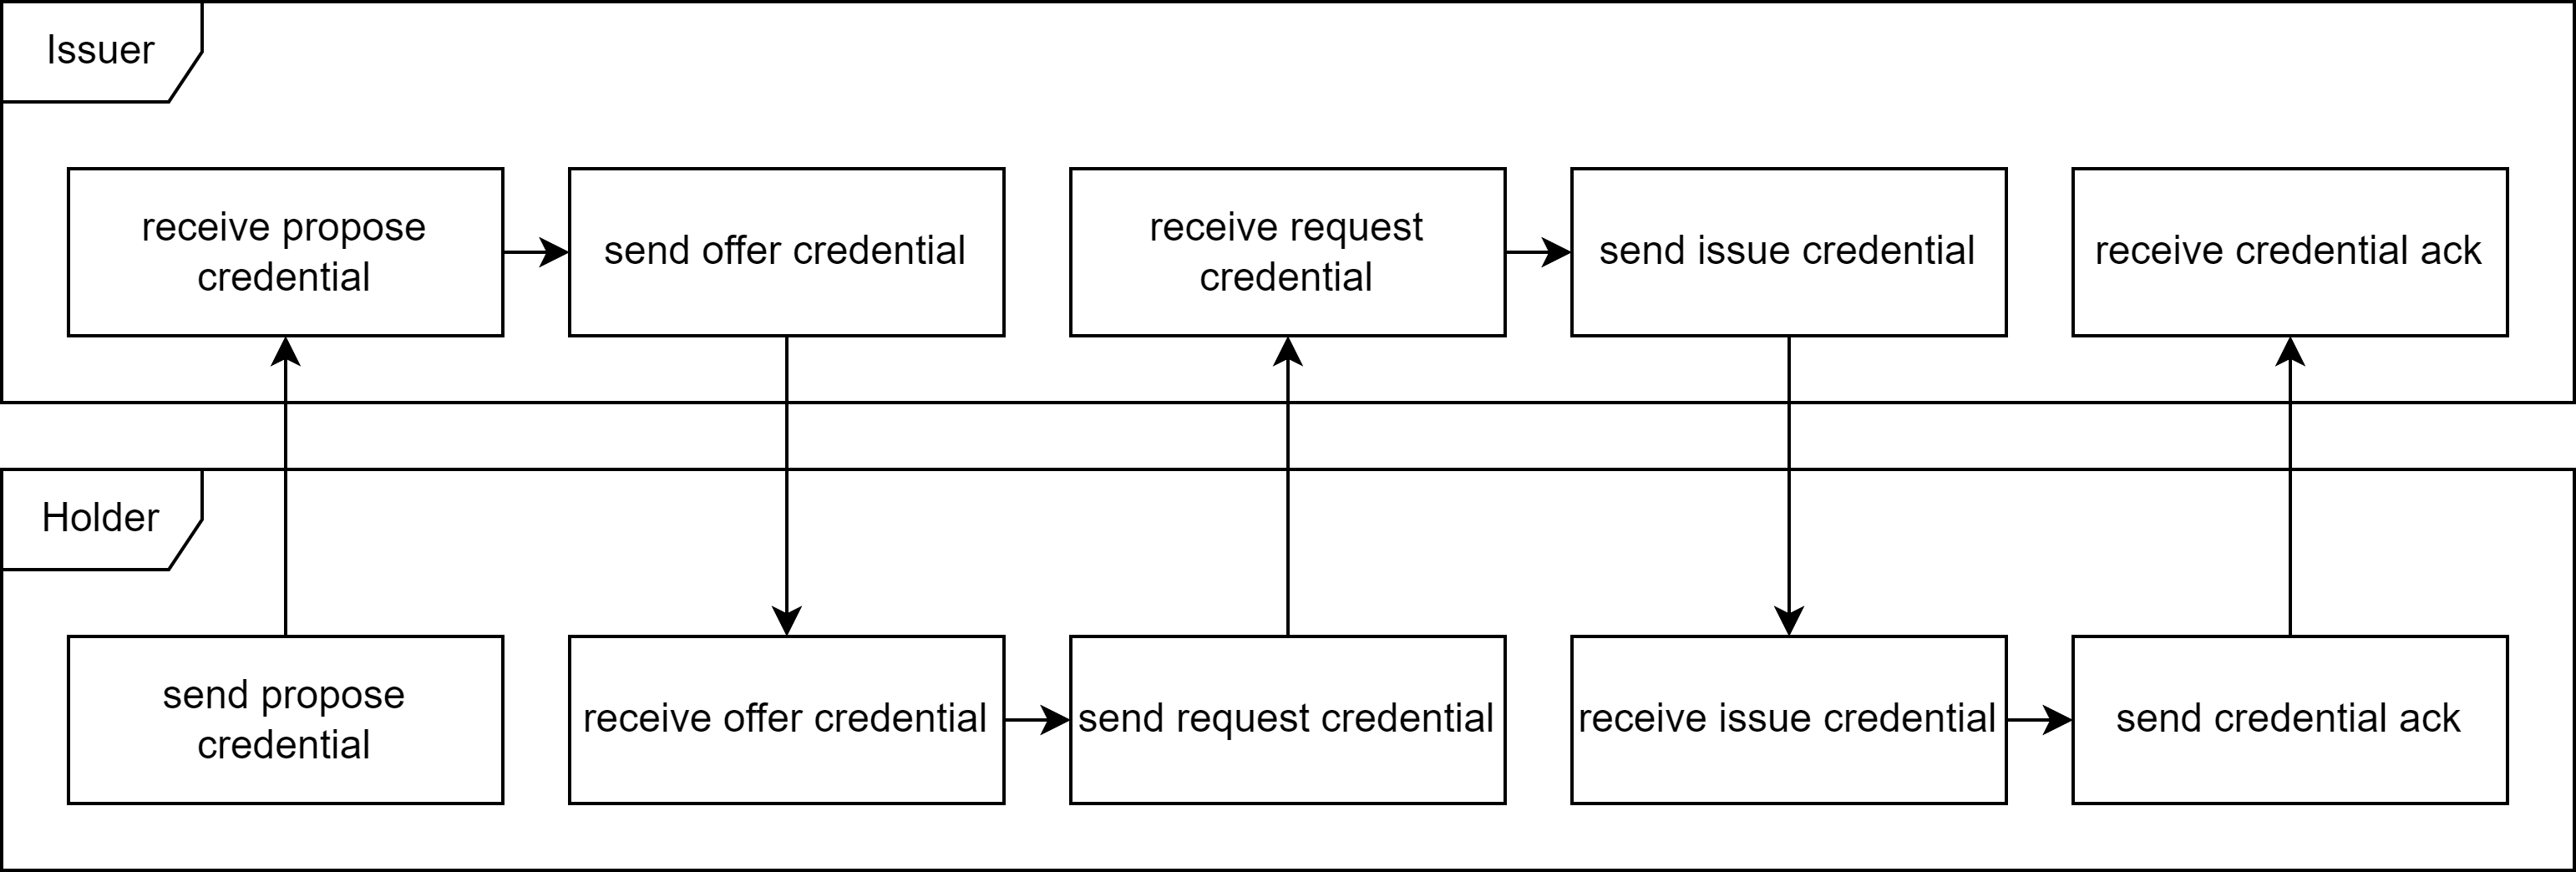 Issuer
receive propose
credential
send offer credential
receive request
credential
send issue credential
receive credential ack
Holder
send propose
credential
receive offer credential
send request credential
receive issue credential
send credential ack